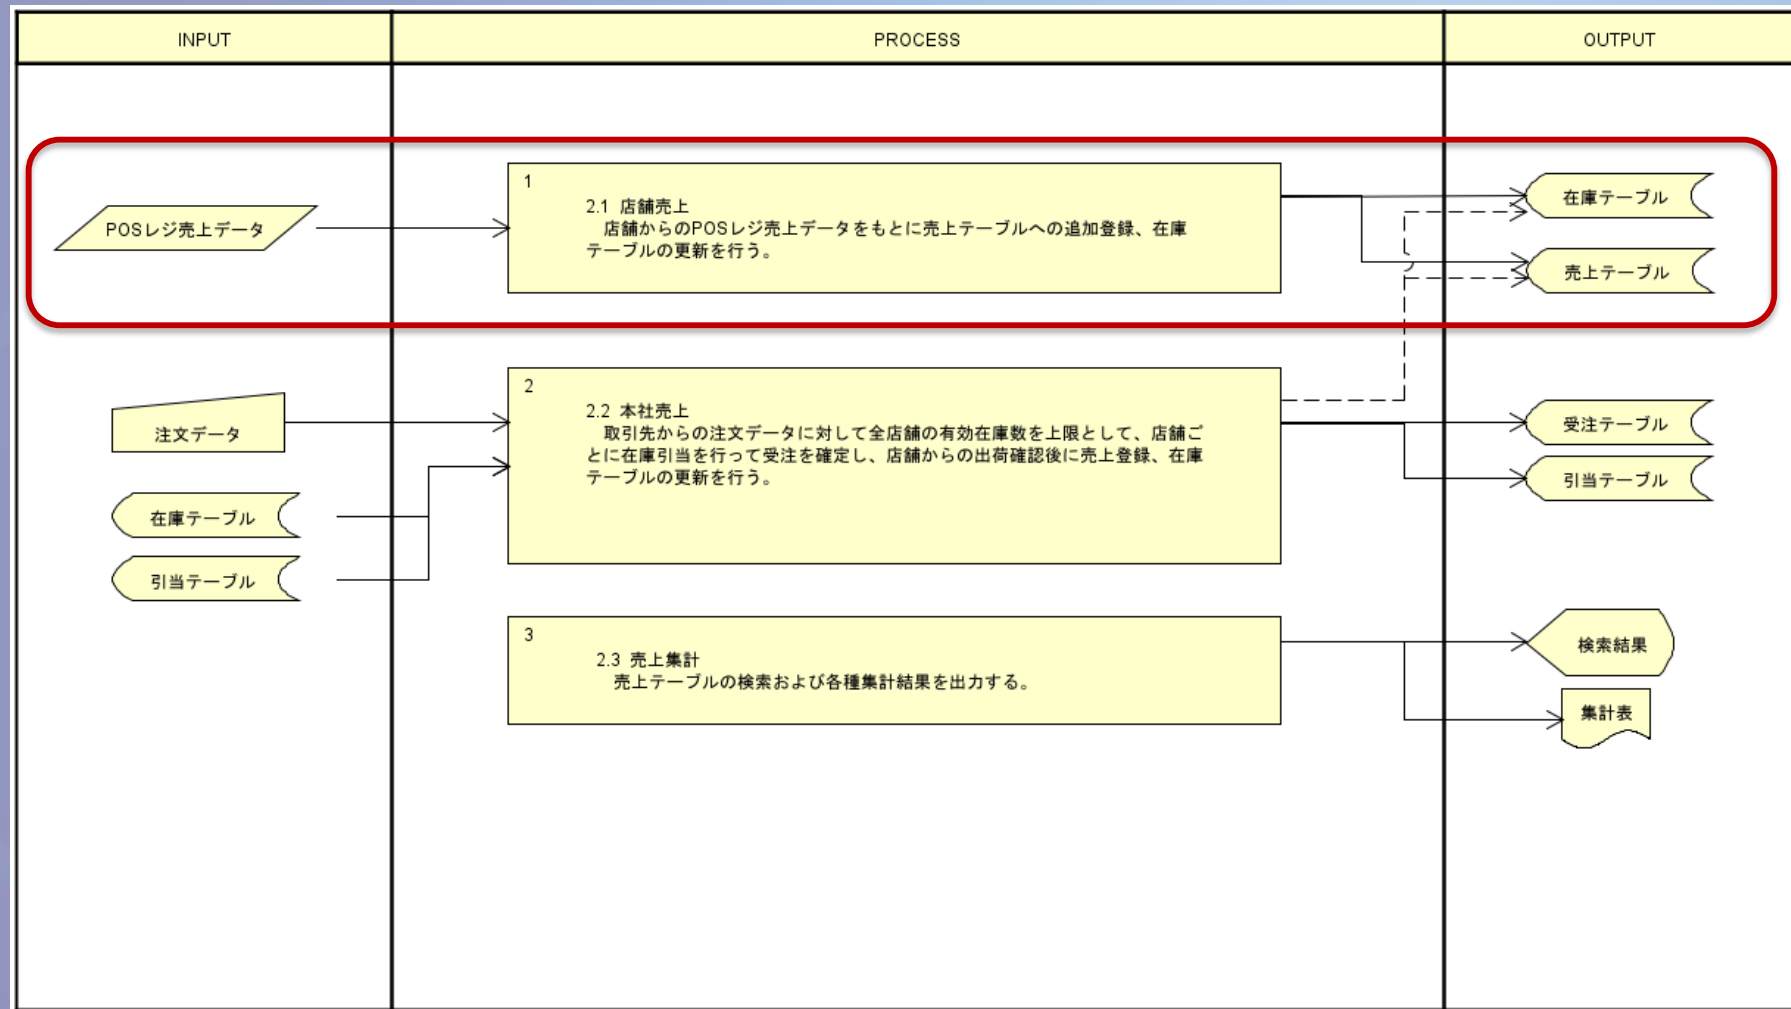 INPUT
PROCESS
OUTPUT
POSレジ売上データ
1
2.1 店舗売上
店舗からのPOSレジ売上データをもとに売上テーブルへの追加登録、在庫
テーブルの更新を行う。
在庫テーブル
売上テーブル
注文データ
在庫テーブル
引当テーブル
2
2.2 本社売上
取引先からの注文データに対して全店舗の有効在庫数を上限として、店舗ご
とに在庫引当を行って受注を確定し、店舗からの出荷確認後に売上登録、在庫
テーブルの更新を行う。
受注テーブル
引当テーブル
3
2.3 売上集計
売上テーブルの検索および各種集計結果を出力する。
検索結果
集計表